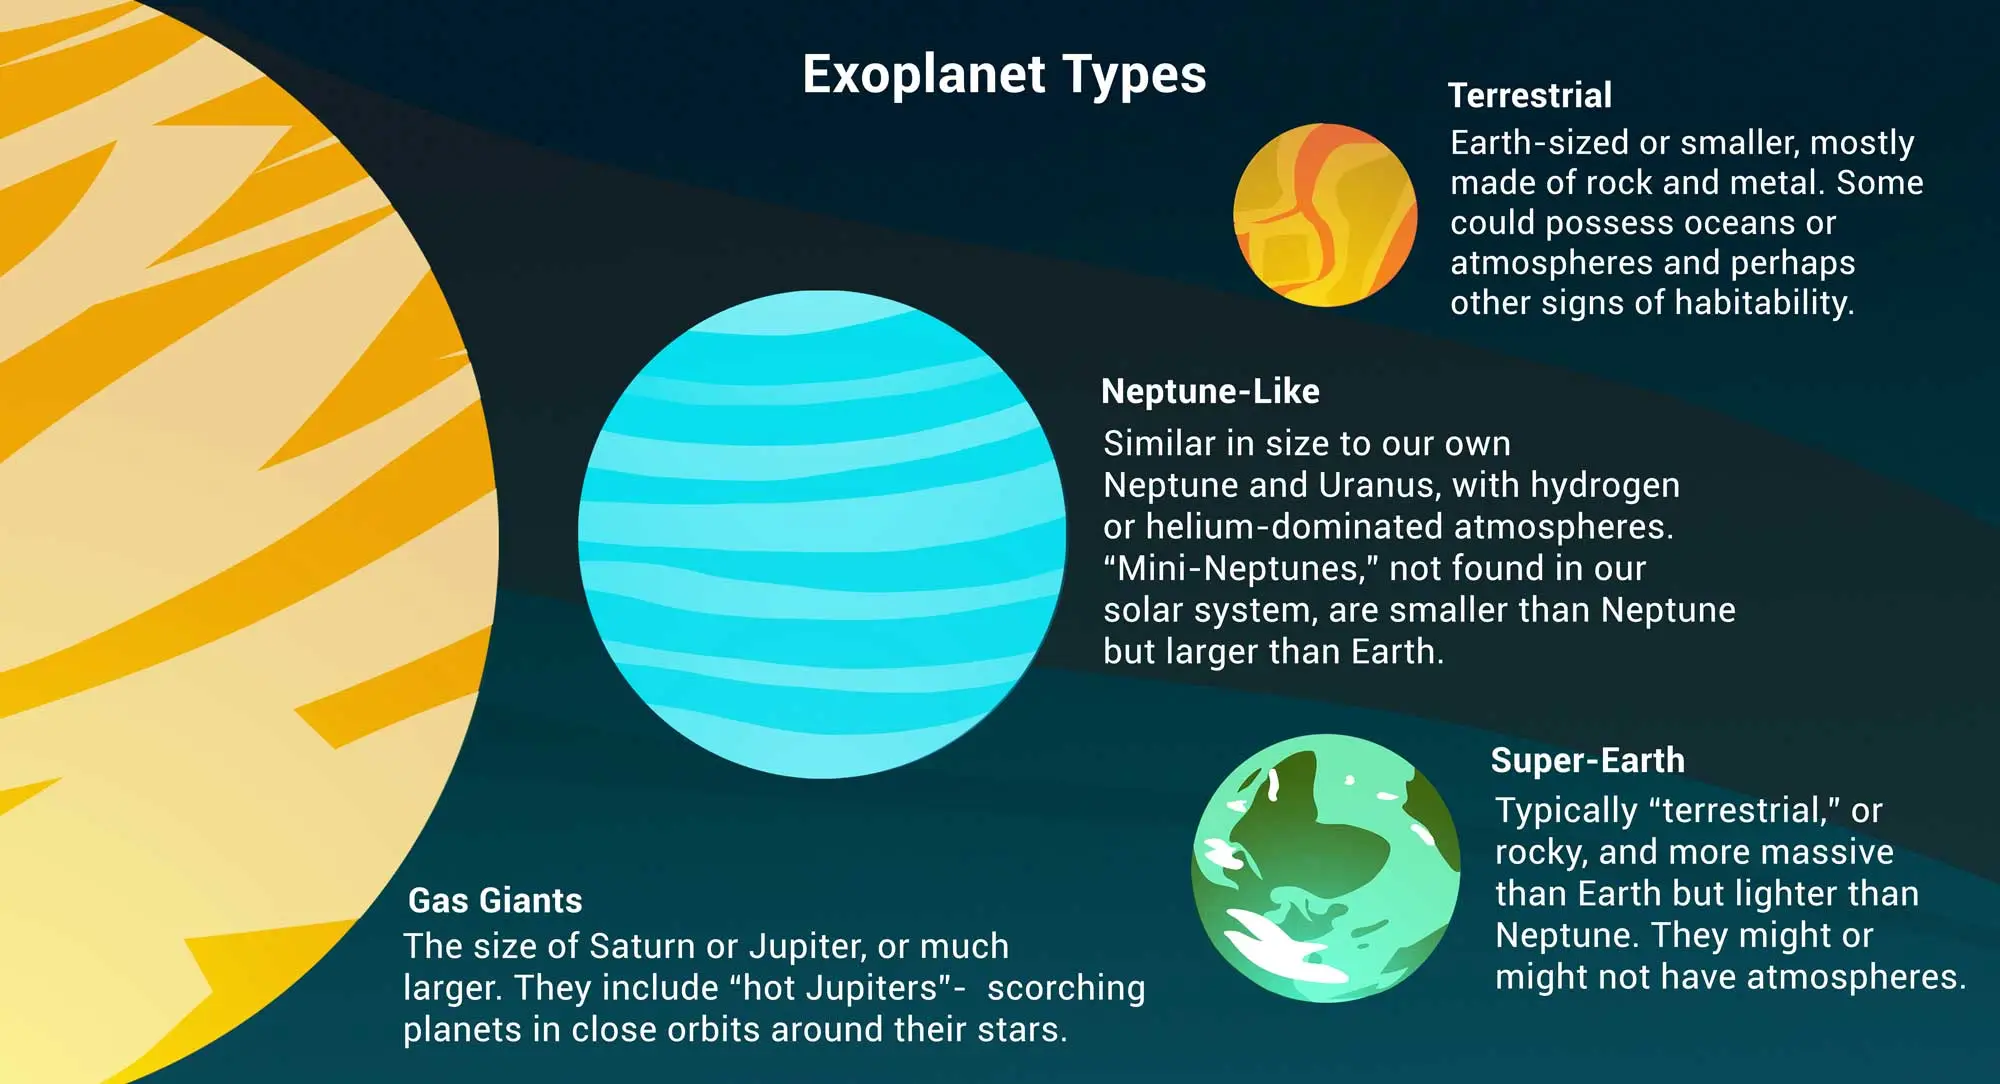 Exoplanet Types
Terrestrial
Earth-sized or smaller, mostly
made of rock and metal. Some
could possess oceans or
atmospheres and perhaps
other signs of habitability.
Neptune-Like
Similar in size to our own
Neptune and Uranus, with hydrogen
or helium-dominated atmospheres.
“Mini-Neptunes,” not found in our
solar system, are smaller than Neptune
but larger than Earth.
Super-Earth
Typically “terrestrial,” or
rocky, and more massive
than Earth but lighter than
Neptune. They might or
might not have atmospheres.
Gas Giants
The size of Saturn or Jupiter, or much
larger. They include “hot Jupiters”-  scorching
planets in close orbits around their stars.